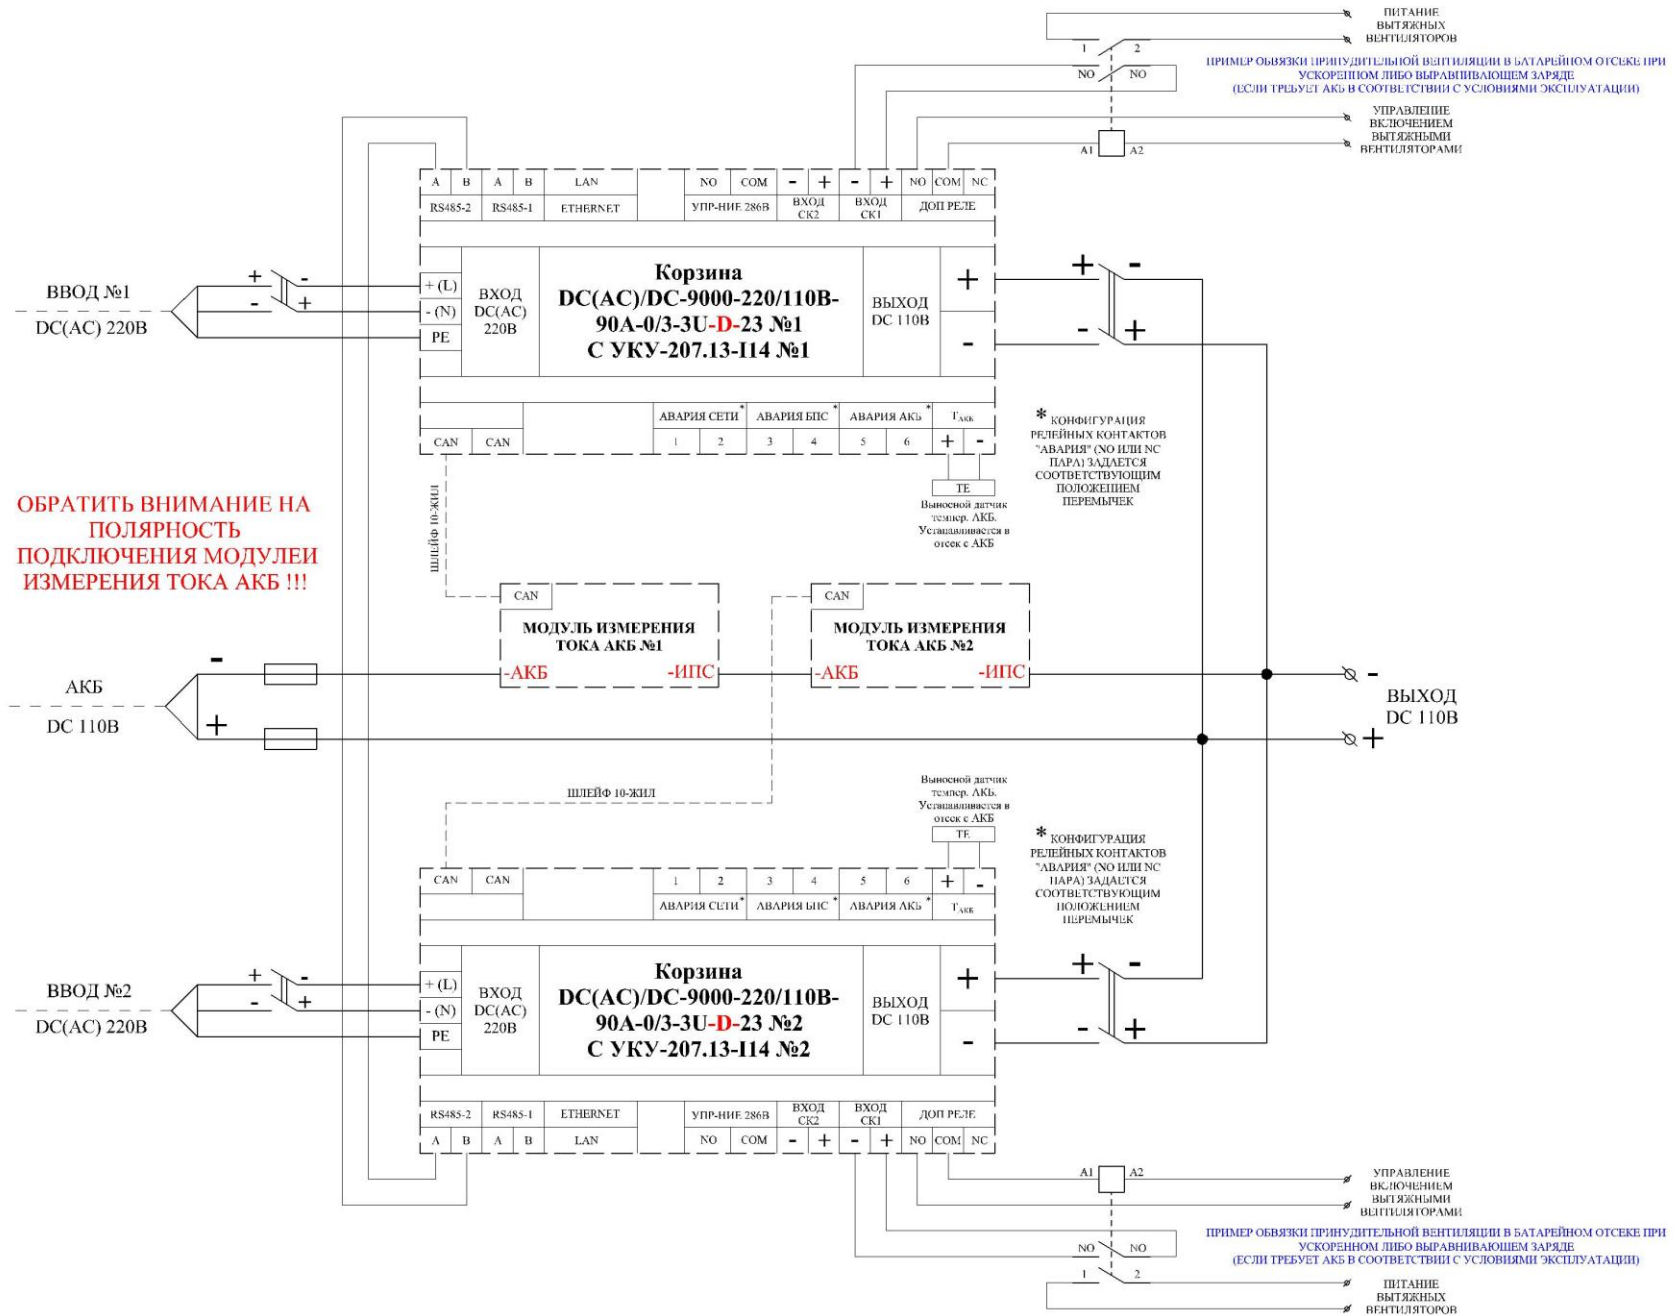 ПИТАНИЕ
ВЫТЯЖНЫХ
ВЕНТИЛЯТОРОВ
1 2
NO NO
ПРИМЕР ОБВЯЗКИ ПРИНУДИТЕЛЬНОЙ ВЕНТИЛЯЦИИ В БАТАРЕЙНОМ ОТСЕКЕ ПРИ
УСКОРЕННОМ ЛИБО ВЫРАВНИВАЮЩЕМ ЗАРЯДЕ
(ЕСЛИ ТРЕБУЕТ АКБ В СООТВЕТСТВИИ С УСЛОВИЯМИ ЭКСПЛУАТАЦИИ)
УПРАВЛЕНИЕ
ВКЛЮЧЕНИЕМ
ВЫТЯЖНЫМИ
ВЕНТИЛЯТОРАМИ
A1 A2
A B A B LAN NO COM - + - + NO COM NC
RS485-2 RS485-1 ETHERNET УПР-НИЕ 286В ВХОД СК2 ВХОД СК1 ДОП РЕЛЕ
ВВОД №1
DC(AC) 220В
+ -
- +
+ (L)
- (N)
PE
ВХОД
DC(AC)
220В
Корзина
DC(AC)/DC-9000-220/110В-
90А-0/3-3U-D-23 №1
С УКУ-207.13-I14 №1
ВЫХОД
DC 110В
+
-
+ -
- +
АВАРИЯ СЕТИ* АВАРИЯ БПС* АВАРИЯ АКБ* TАКБ
CAN CAN 1 2 3 4 5 6 + -
TE
Выносной датчик
темпер. АКБ.
Устанавливается в
отсек с АКБ
* КОНФИГУРАЦИЯ
РЕЛЕЙНЫХ КОНТАКТОВ
"АВАРИЯ" (NO ИЛИ NC
ПАРА) ЗАДАЕТСЯ
СООТВЕТСТВУЮЩИМ
ПОЛОЖЕНИЕМ
ПЕРЕМЫЧЕК
ШЛЕЙФ 10-ЖИЛ
ОБРАТИТЬ ВНИМАНИЕ НА
ПОЛЯРНОСТЬ
ПОДКЛЮЧЕНИЯ МОДУЛЕЙ
ИЗМЕРЕНИЯ ТОКА АКБ !!!
CAN
МОДУЛЬ ИЗМЕРЕНИЯ
ТОКА АКБ №1
-АКБ -ИПС
CAN
МОДУЛЬ ИЗМЕРЕНИЯ
ТОКА АКБ №2
-АКБ -ИПС
АКБ
DC 110В
-
+
-
ВЫХОД
DC 110В
+
ШЛЕЙФ 10-ЖИЛ
Выносной датчик
темпер. АКБ.
Устанавливается в
отсек с АКБ
TE
* КОНФИГУРАЦИЯ
РЕЛЕЙНЫХ КОНТАКТОВ
"АВАРИЯ" (NO ИЛИ NC
ПАРА) ЗАДАЕТСЯ
СООТВЕТСТВУЮЩИМ
ПОЛОЖЕНИЕМ
ПЕРЕМЫЧЕК
CAN CAN 1 2 3 4 5 6 + -
АВАРИЯ СЕТИ* АВАРИЯ БПС* АВАРИЯ АКБ* TАКБ
ВВОД №2
DC(AC) 220В
+ -
- +
+ (L)
- (N)
PE
ВХОД
DC(AC)
220В
Корзина
DC(AC)/DC-9000-220/110В-
90А-0/3-3U-D-23 №2
С УКУ-207.13-I14 №2
ВЫХОД
DC 110В
+
-
+ -
- +
RS485-2 RS485-1 ETHERNET УПР-НИЕ 286В ВХОД СК2 ВХОД СК1 ДОП РЕЛЕ
A B A B LAN NO COM - + - + NO COM NC
A1 A2
УПРАВЛЕНИЕ
ВКЛЮЧЕНИЕМ
ВЫТЯЖНЫМИ
ВЕНТИЛЯТОРАМИ
ПРИМЕР ОБВЯЗКИ ПРИНУДИТЕЛЬНОЙ ВЕНТИЛЯЦИИ В БАТАРЕЙНОМ ОТСЕКЕ ПРИ
УСКОРЕННОМ ЛИБО ВЫРАВНИВАЮЩЕМ ЗАРЯДЕ
(ЕСЛИ ТРЕБУЕТ АКБ В СООТВЕТСТВИИ С УСЛОВИЯМИ ЭКСПЛУАТАЦИИ)
NO NO
1 2
ПИТАНИЕ
ВЫТЯЖНЫХ
ВЕНТИЛЯТОРОВ